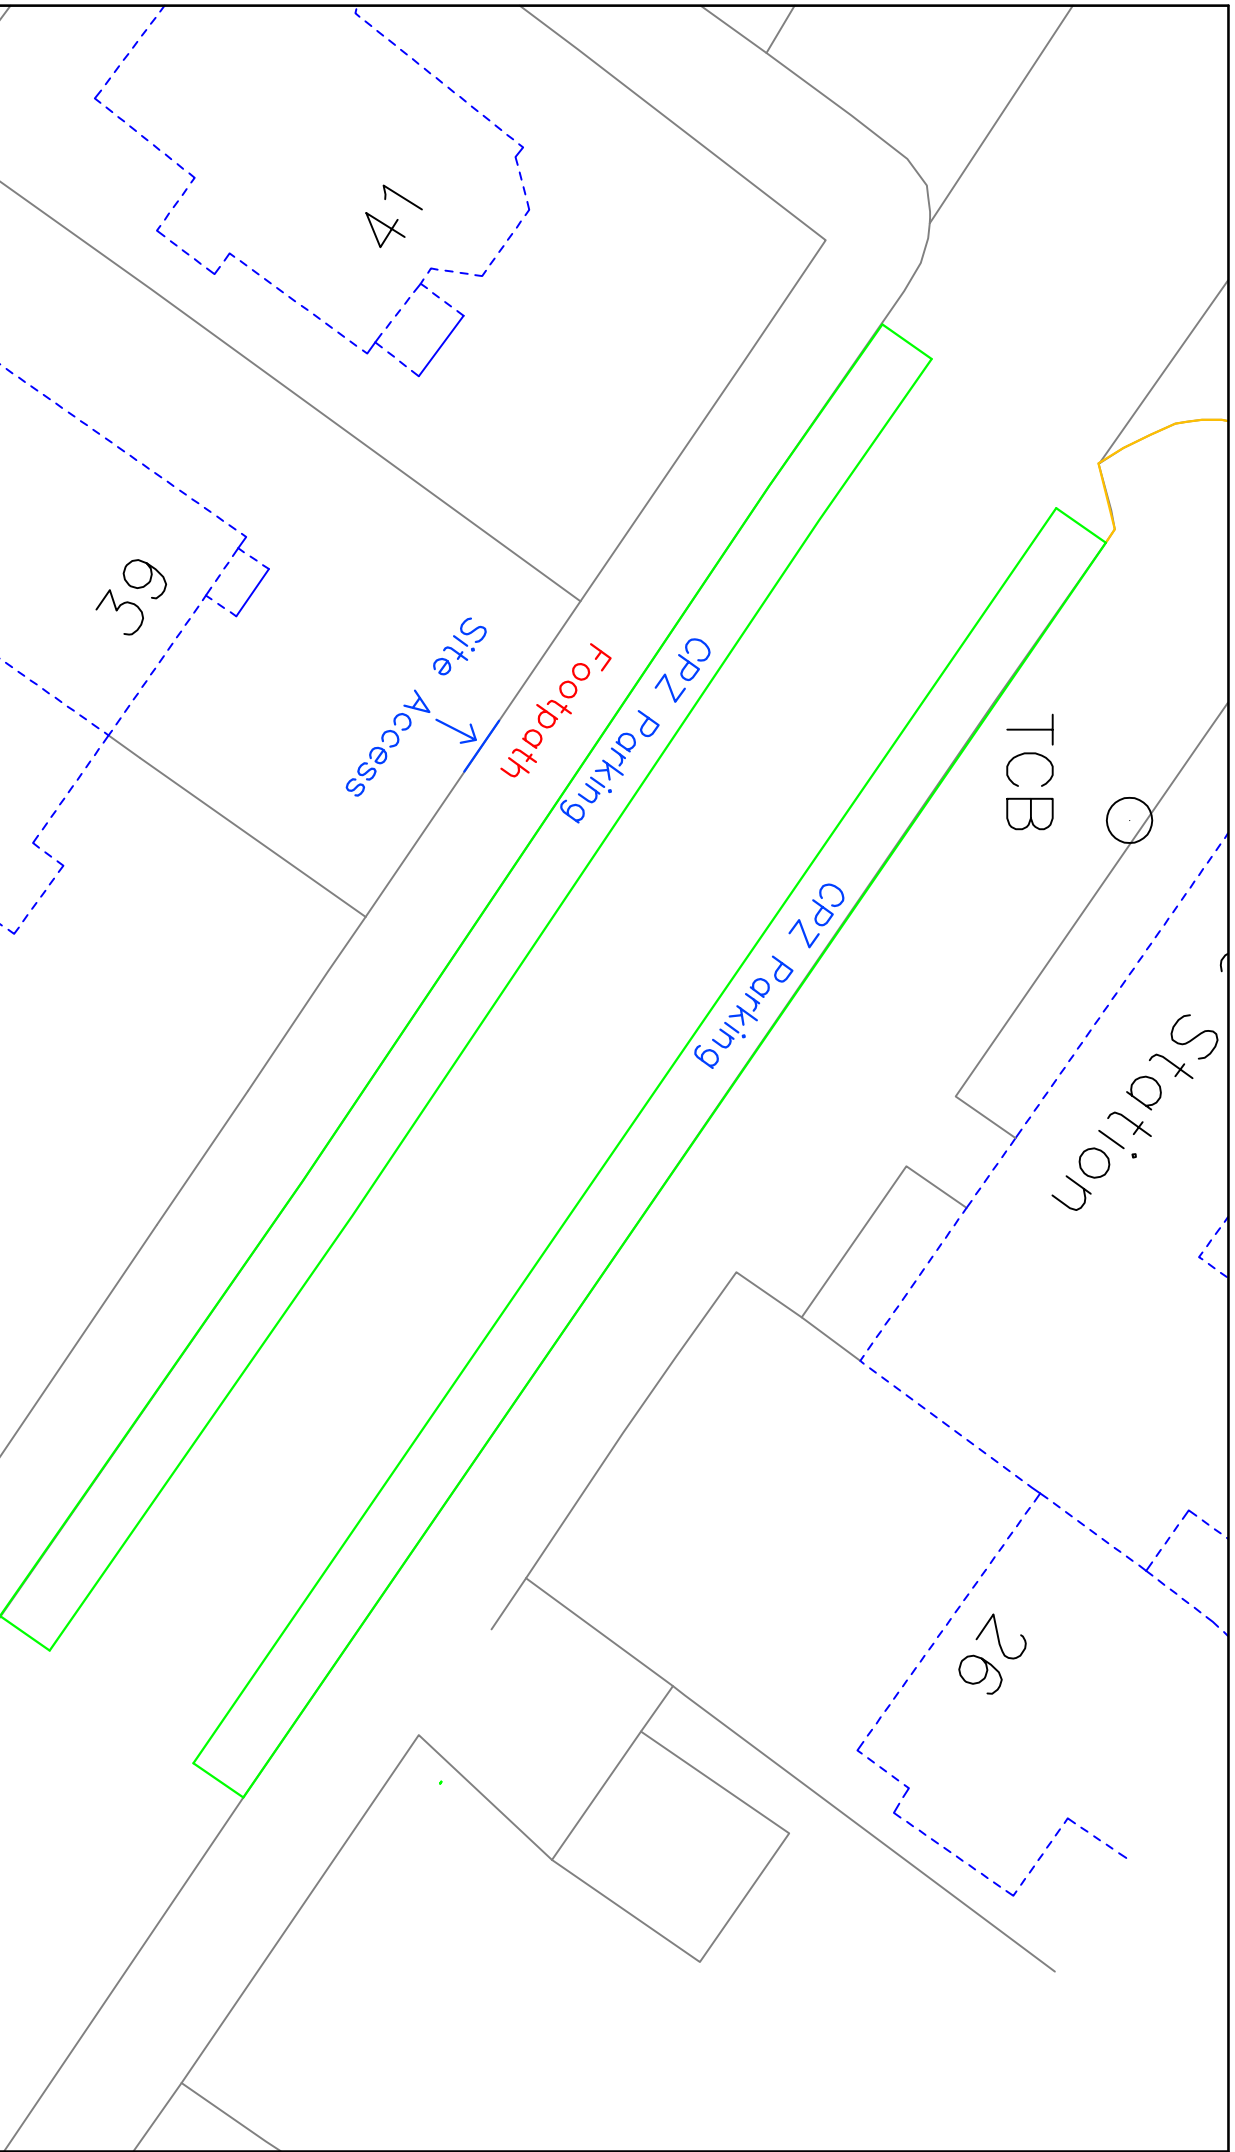 41
39
Site Access
Footpath
CPZ Parking
CPZ Parking
TCB
Station
26